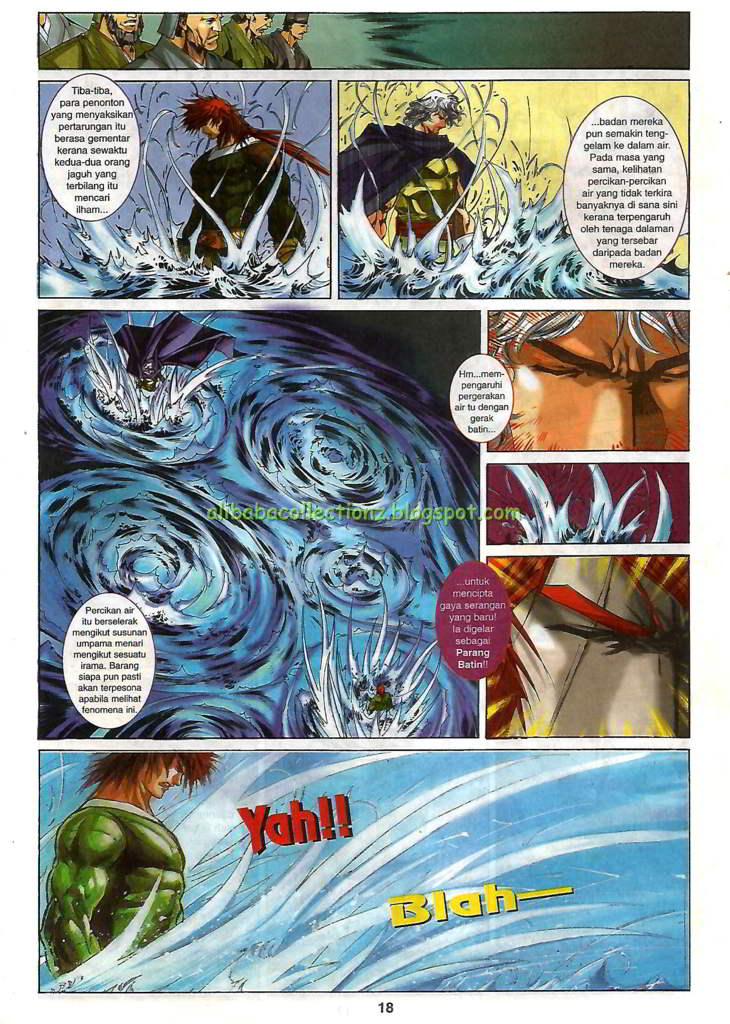 Tiba-tiba,
para penonton
yang menyaksikan
pertarungan itu
berasa gementar
kerana sewaktu
kedua-dua orang
jaguh yang
terbilang itu
mencari
ilham...
...badan mereka
pun semakin teng-
gelam ke dalam air.
Pada masa yang
sama, kelihatan
percikan-percikan
air yang tidak terkira
banyaknya di sana sini
kerana terpengaruh
oleh tenaga dalaman
yang tersebar
daripada badan
mereka.
Hm...mem-
pengaruhi
pergerakan
air itu dengan
gerak
batin...
alibabacollectionz.blogspot.com
...untuk
mencipta
gaya serangan
yang baru!
Ia digelar
sebagai
Parang
Batin!!
Percikan air
itu berselerak
mengikut susunan
umpama menari
mengikut sesuatu
irama. Barang
siapa pun pasti
akan terpesona
apabila melihat
fenomena ini.
Yah!!
Blah—
18